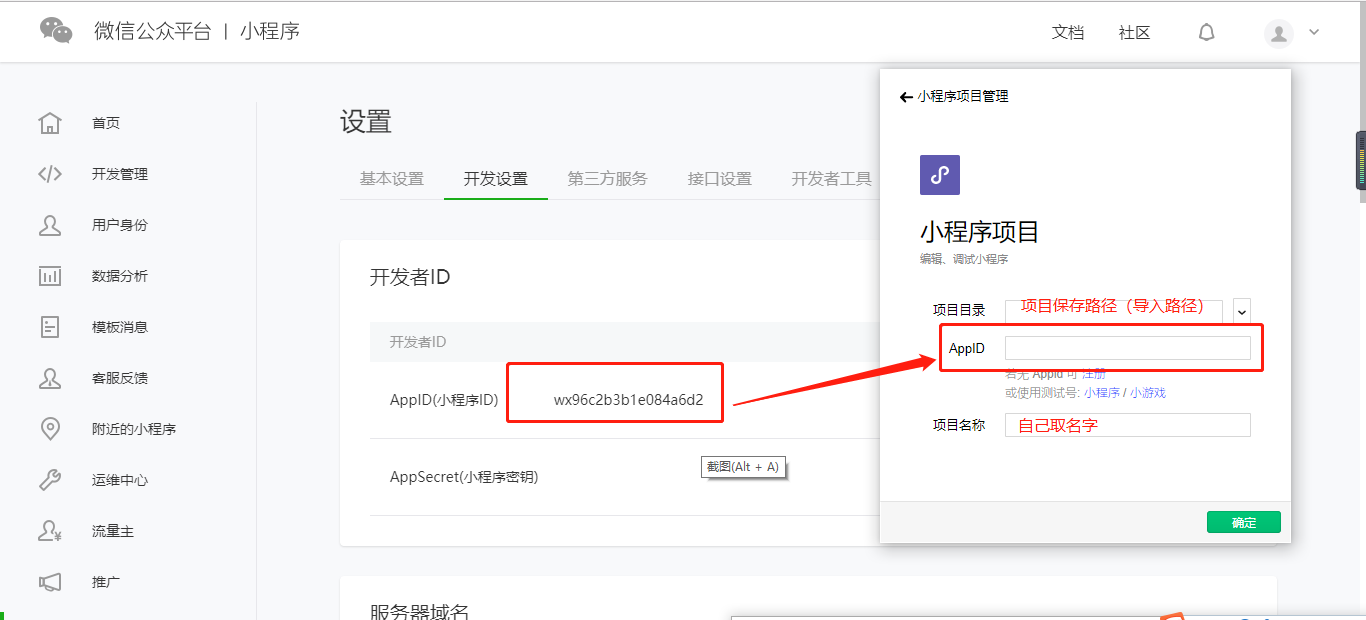 微信公众平台 | 小程序
文档
社区
首页
开发管理
用户身份
数据分析
模板消息
客服反馈
附近的小程序
运维中心
流量主
推广
设置
基本设置
开发设置
第三方服务
接口设置
开发者工具
开发者ID
开发者ID
AppID(小程序ID)
wx96c2b3b1e084a6d2
AppSecret(小程序密钥)
截图(Alt + A)
服务器域名
小程序项目管理
小程序项目
编辑、调试小程序
项目目录
项目保存路径（导入路径）
AppID
若无 AppId 可 注册
或使用测试号: 小程序 / 小游戏
项目名称
自己取名字
确定